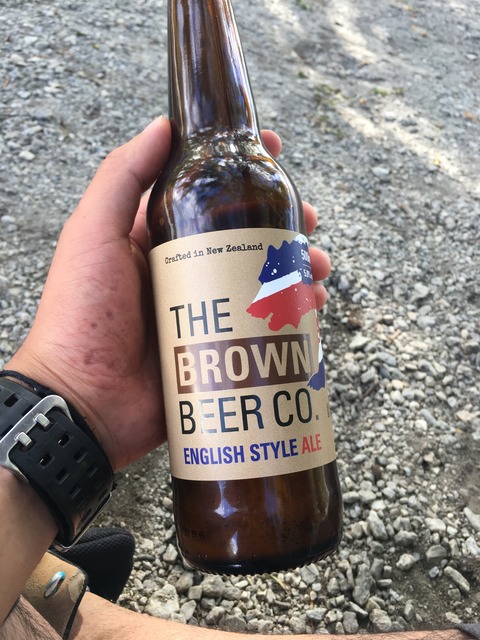 Crafted in New Zealand
THE
BROWN
BEER CO.
ENGLISH STYLE ALE